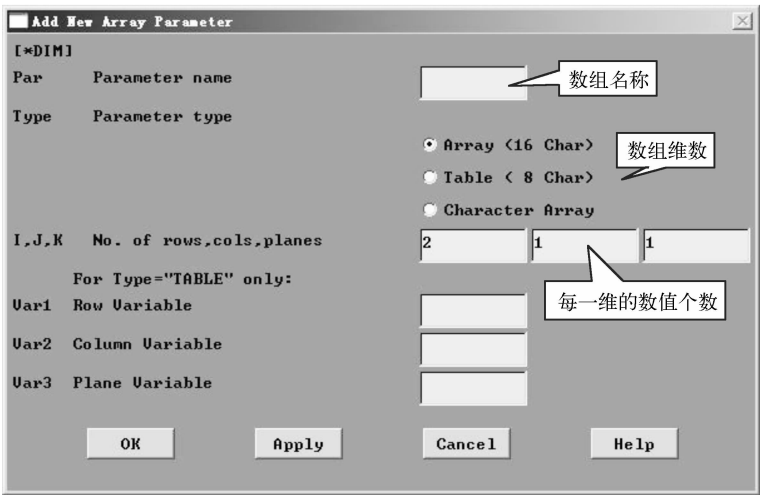 Add New Array Parameter
[*DIM]
Par Parameter name
数组名称
Type Parameter type
Array (16 Char)
数组维数
Table ( 8 Char)
Character Array
I,J,K No. of rows,cols,planes 2 1 1
For Type="TABLE" only:
每一维的数值个数
Var1 Row Variable
Var2 Column Variable
Var3 Plane Variable
OK Apply Cancel Help